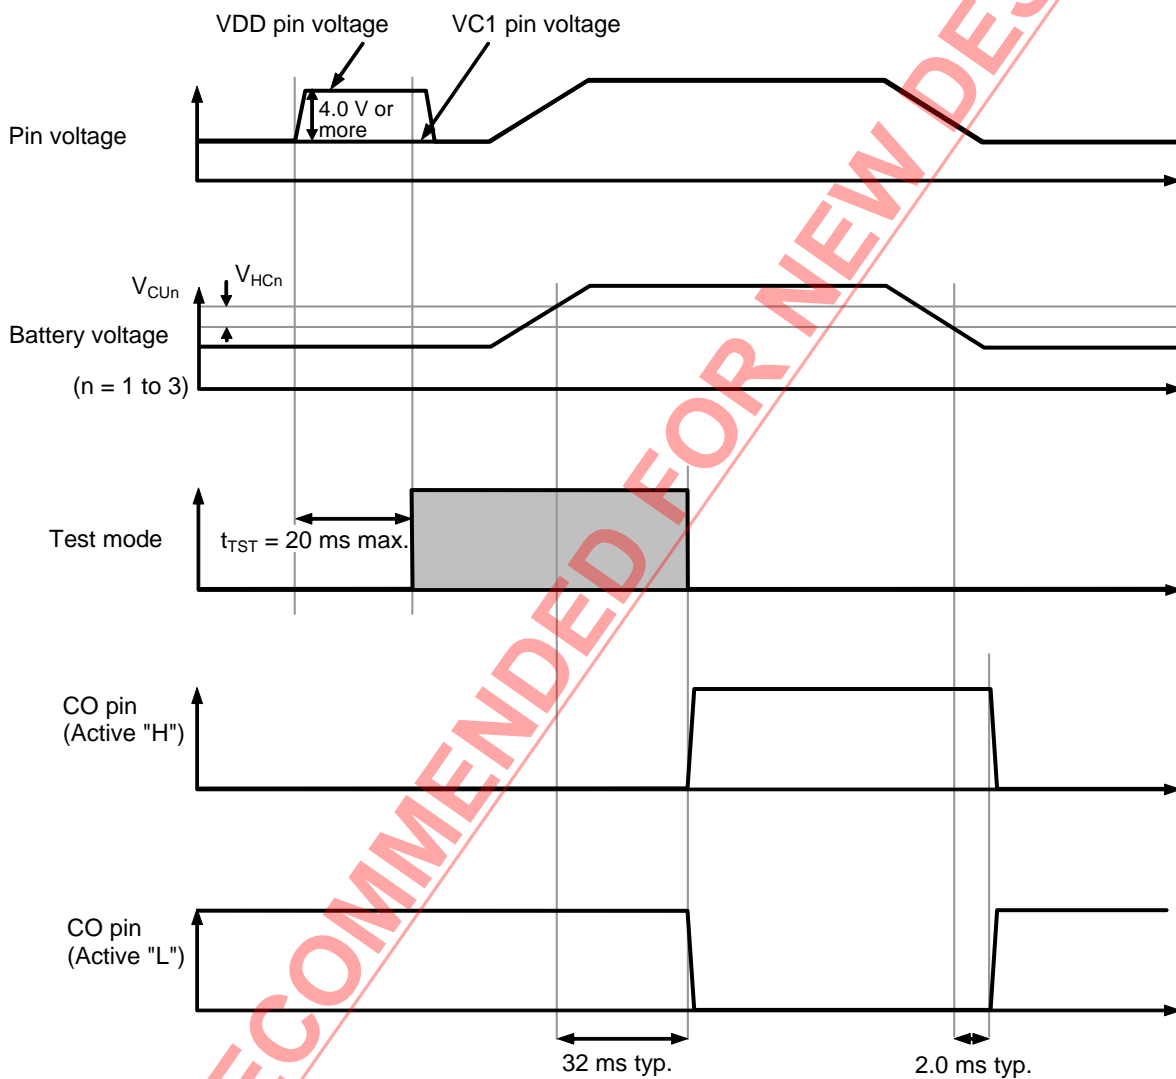 VDD pin voltage
VC1 pin voltage
4.0 V or
more
Pin voltage
VCUn
VHCn
Battery voltage
(n = 1 to 3)
Test mode
tTST = 20 ms max.
CO pin
(Active "H")
CO pin
(Active "L")
32 ms typ.
2.0 ms typ.
RECOMMENDED FOR NEW DES